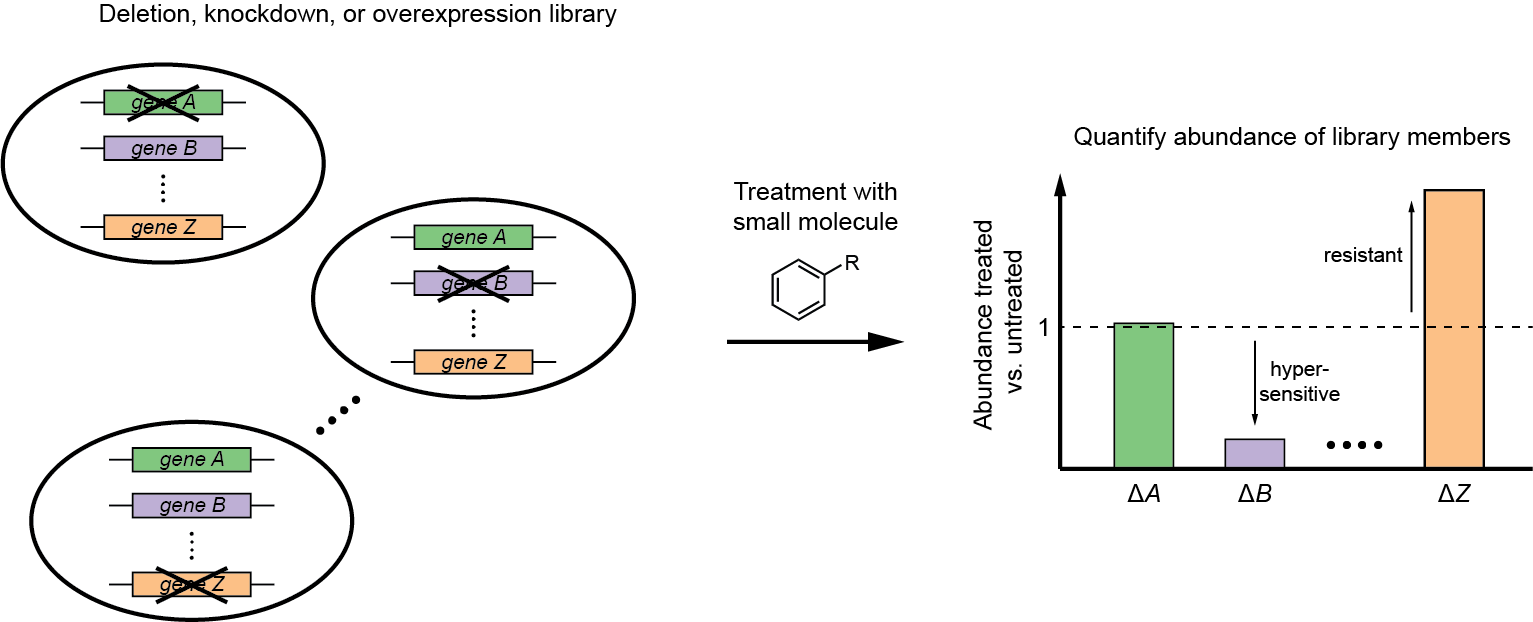 Deletion, knockdown, or overexpression library
gene A
gene B
gene Z
gene A
gene B
gene Z
gene A
gene B
gene Z
Treatment with
small molecule
R
Quantify abundance of library members
Abundance treated
vs. untreated
1
resistant
hyper-
sensitive
ΔA
ΔB
ΔZ